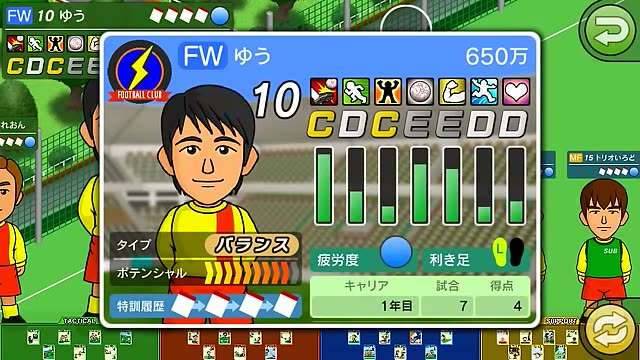 FW 10 ゆう
FW ゆう 650万
FOOTBALL CLUB
10
C D C E E D D
C D C E E
れおん
MF 15 トリオいろど
SUB
タイプ バランス
ポテンシャル
疲労度 利き足 L
特訓履歴
キャリア 試合 得点
1年目 7 4
TACTICAL
SUPPORT